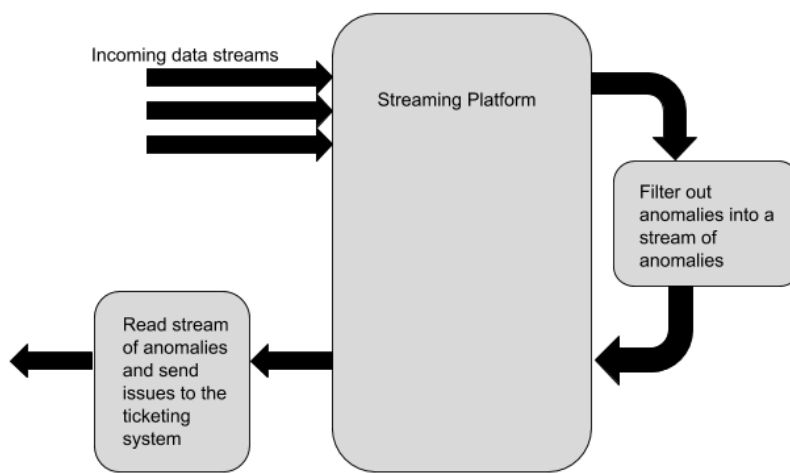 Incoming data streams
Streaming Platform
Filter out
anomalies into a
stream of
anomalies
Read stream
of anomalies
and send
issues to the
ticketing
system